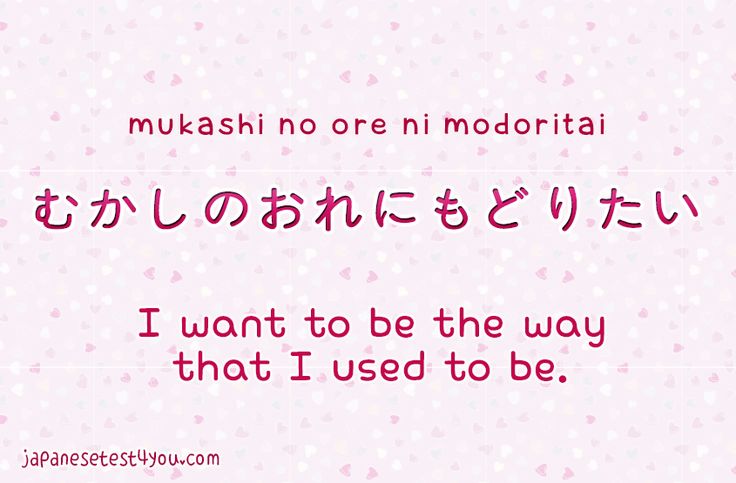 mukashi no ore ni modoritai
むかしのおれにもどりたい
I want to be the way
that I used to be.
japanesetest4you.com